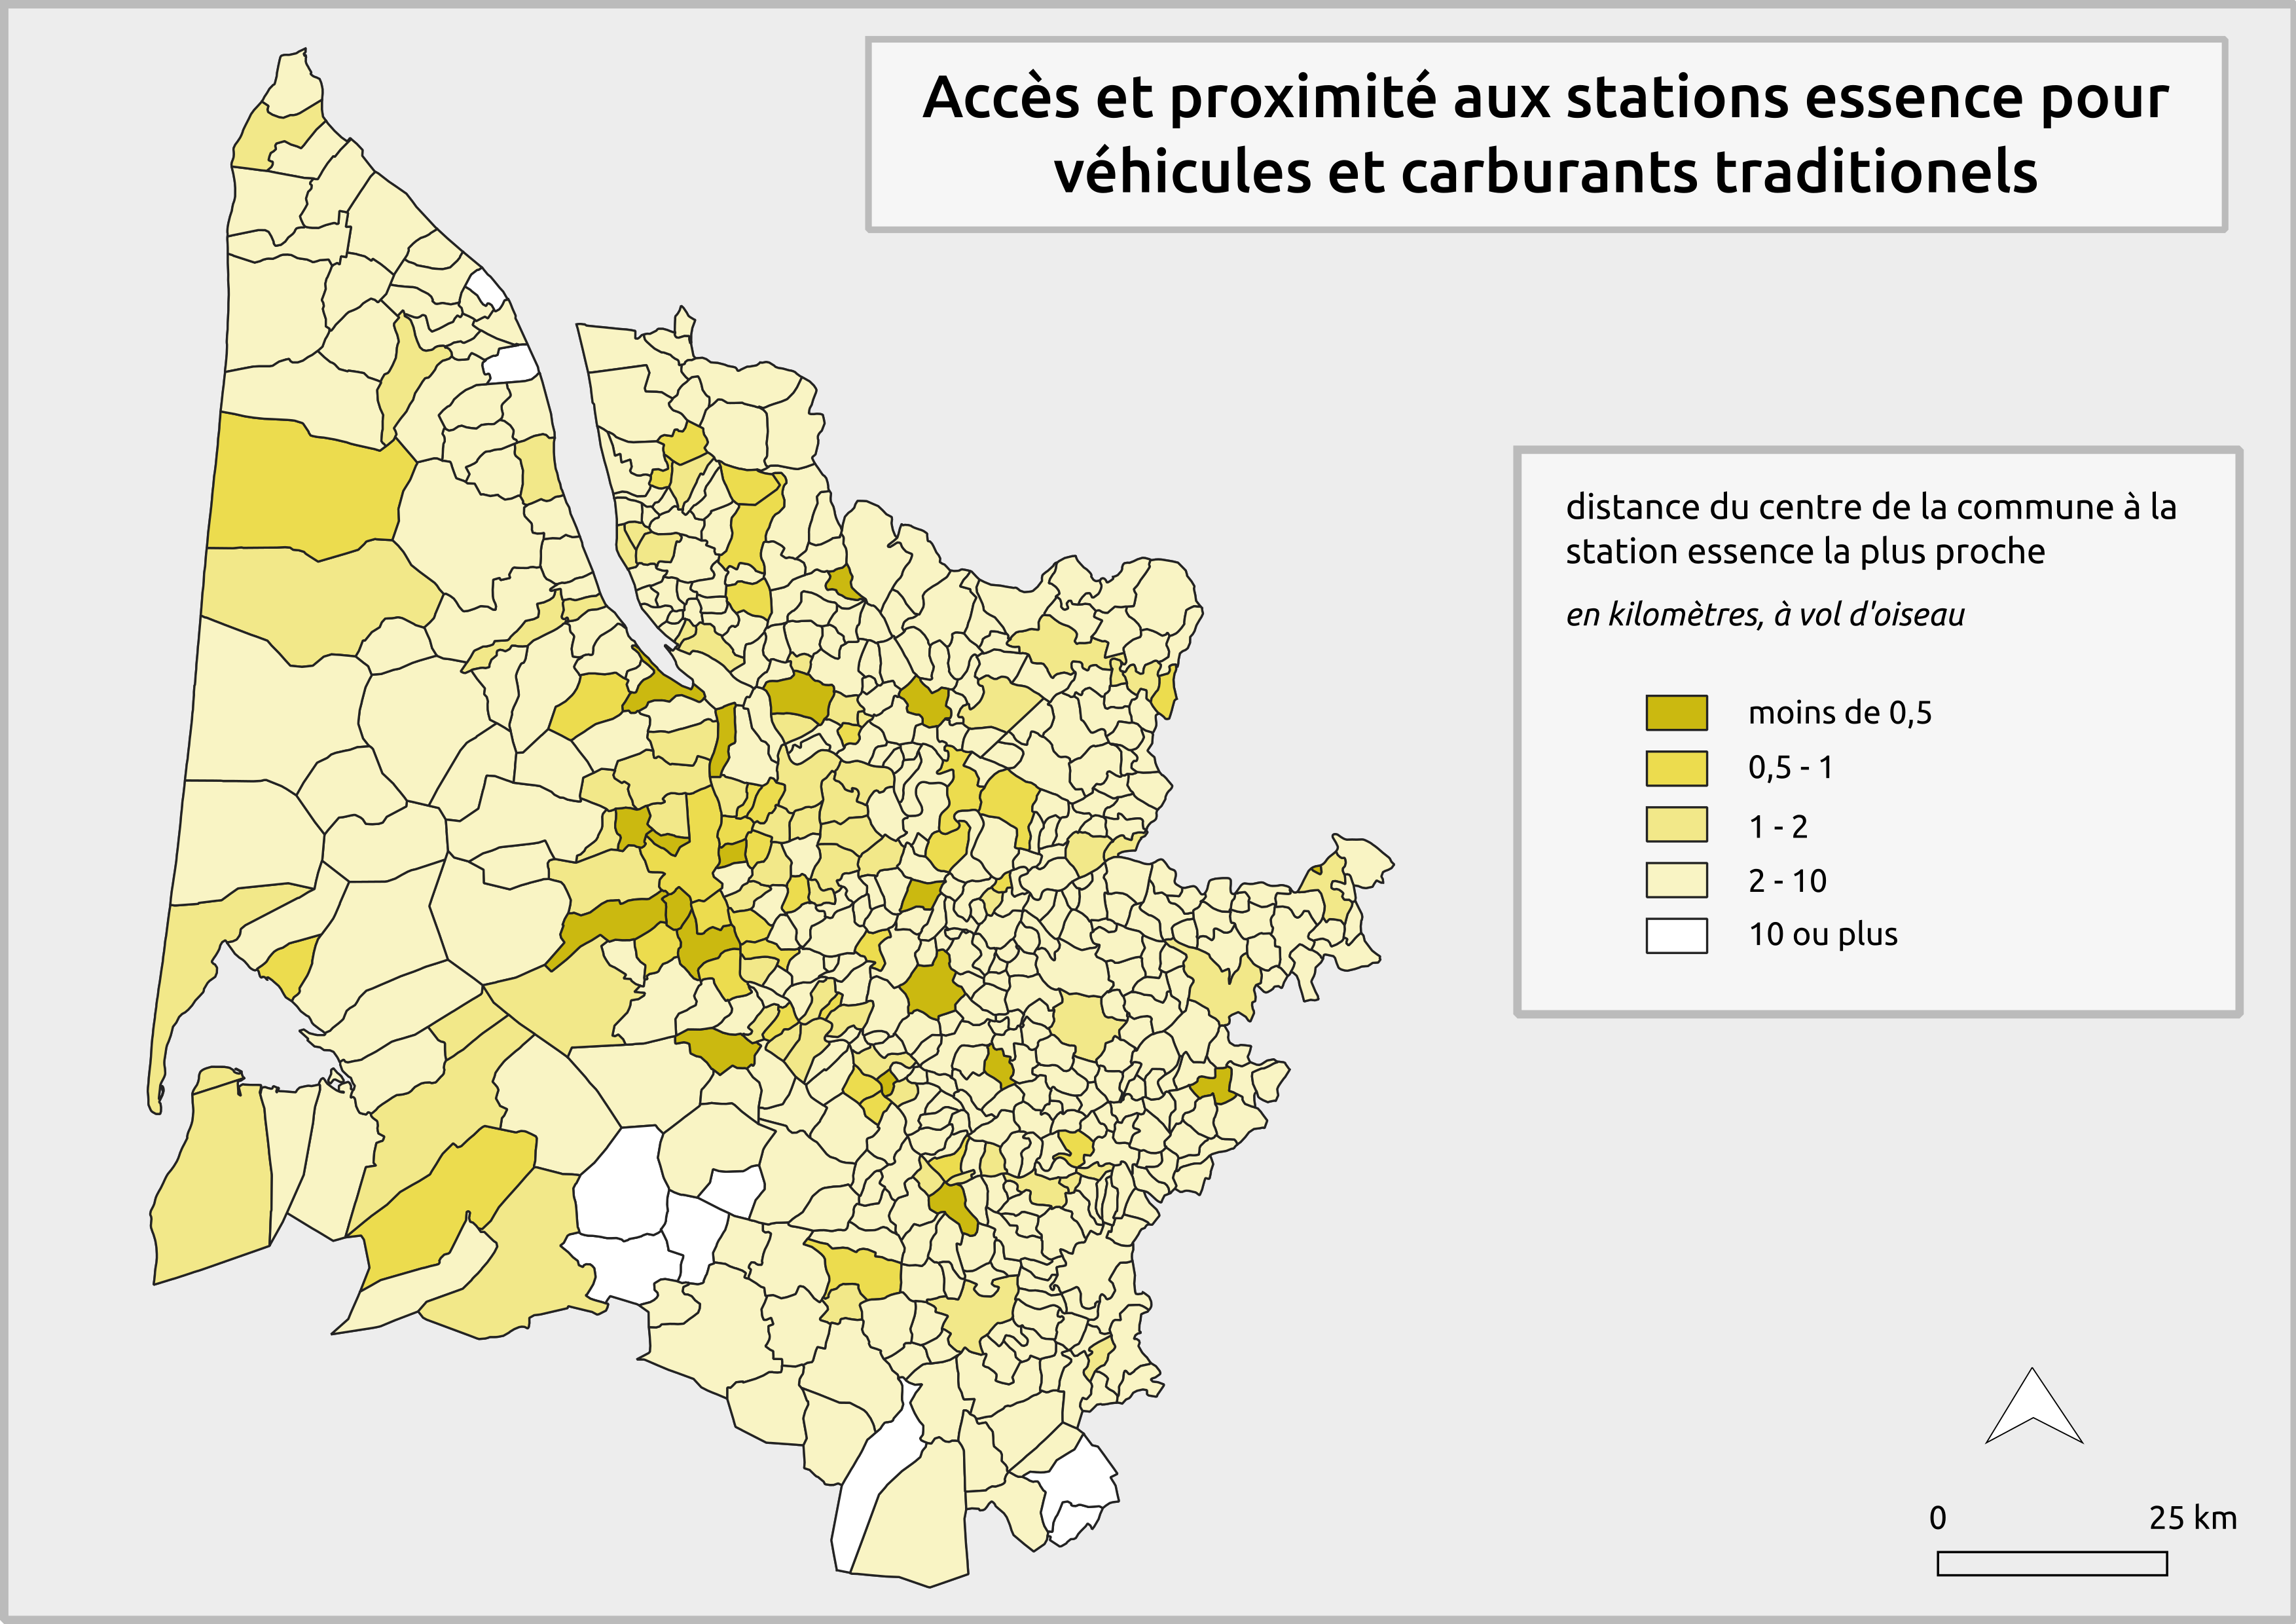 Accès et proximité aux stations essence pour
véhicules et carburants traditionels
distance du centre de la commune à la
station essence la plus proche
en kilomètres, à vol d'oiseau
moins de 0,5
0,5 - 1
1 - 2
2 - 10
10 ou plus
0 25 km